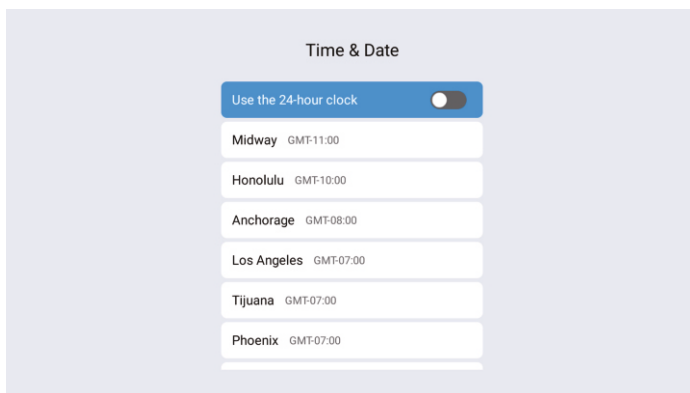 Time & Date
Use the 24-hour clock
Midway GMT-11:00
Honolulu GMT-10:00
Anchorage GMT-08:00
Los Angeles GMT-07:00
Tijuana GMT-07:00
Phoenix GMT-07:00